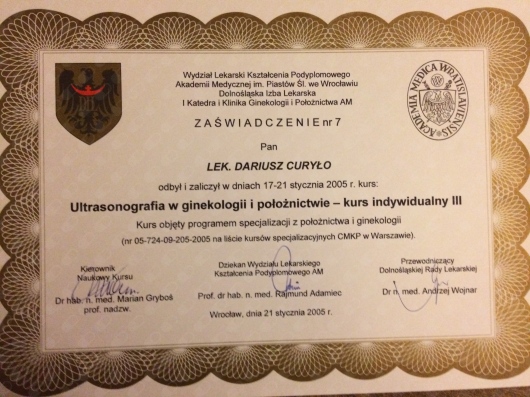 Wydział Lekarski Kształcenia Podyplomowego
Akademii Medycznej im. Piastów Śl. we Wrocławiu
Dolnośląska Izba Lekarska
I Katedra i Klinika Ginekologii i Położnictwa AM
ACADEMIA MEDICA WRATISLAVIENSIS
ZAŚWIADCZENIE nr 7
Pan
LEK. DARIUSZ CURYŁO
odbył i zaliczył w dniach 17-21 stycznia 2005 r. kurs:
Ultrasonografia w ginekologii i położnictwie – kurs indywidualny III
Kurs objęty programem specjalizacji z położnictwa i ginekologii
(nr 05-724-09-205-2005 na liście kursów specjalizacyjnych CMKP w Warszawie).
Kierownik
Naukowy Kursu
Dr hab. n. med. Marian Gryboś
prof. nadzw.
Dziekan Wydziału Lekarskiego
Kształcenia Podyplomowego AM
Prof. dr hab. n. med. Rajmund Adamiec
Przewodniczący
Dolnośląskiej Rady Lekarskiej
Dr n. med. Andrzej Wojnar
Wrocław, dnia 21 stycznia 2005 r.